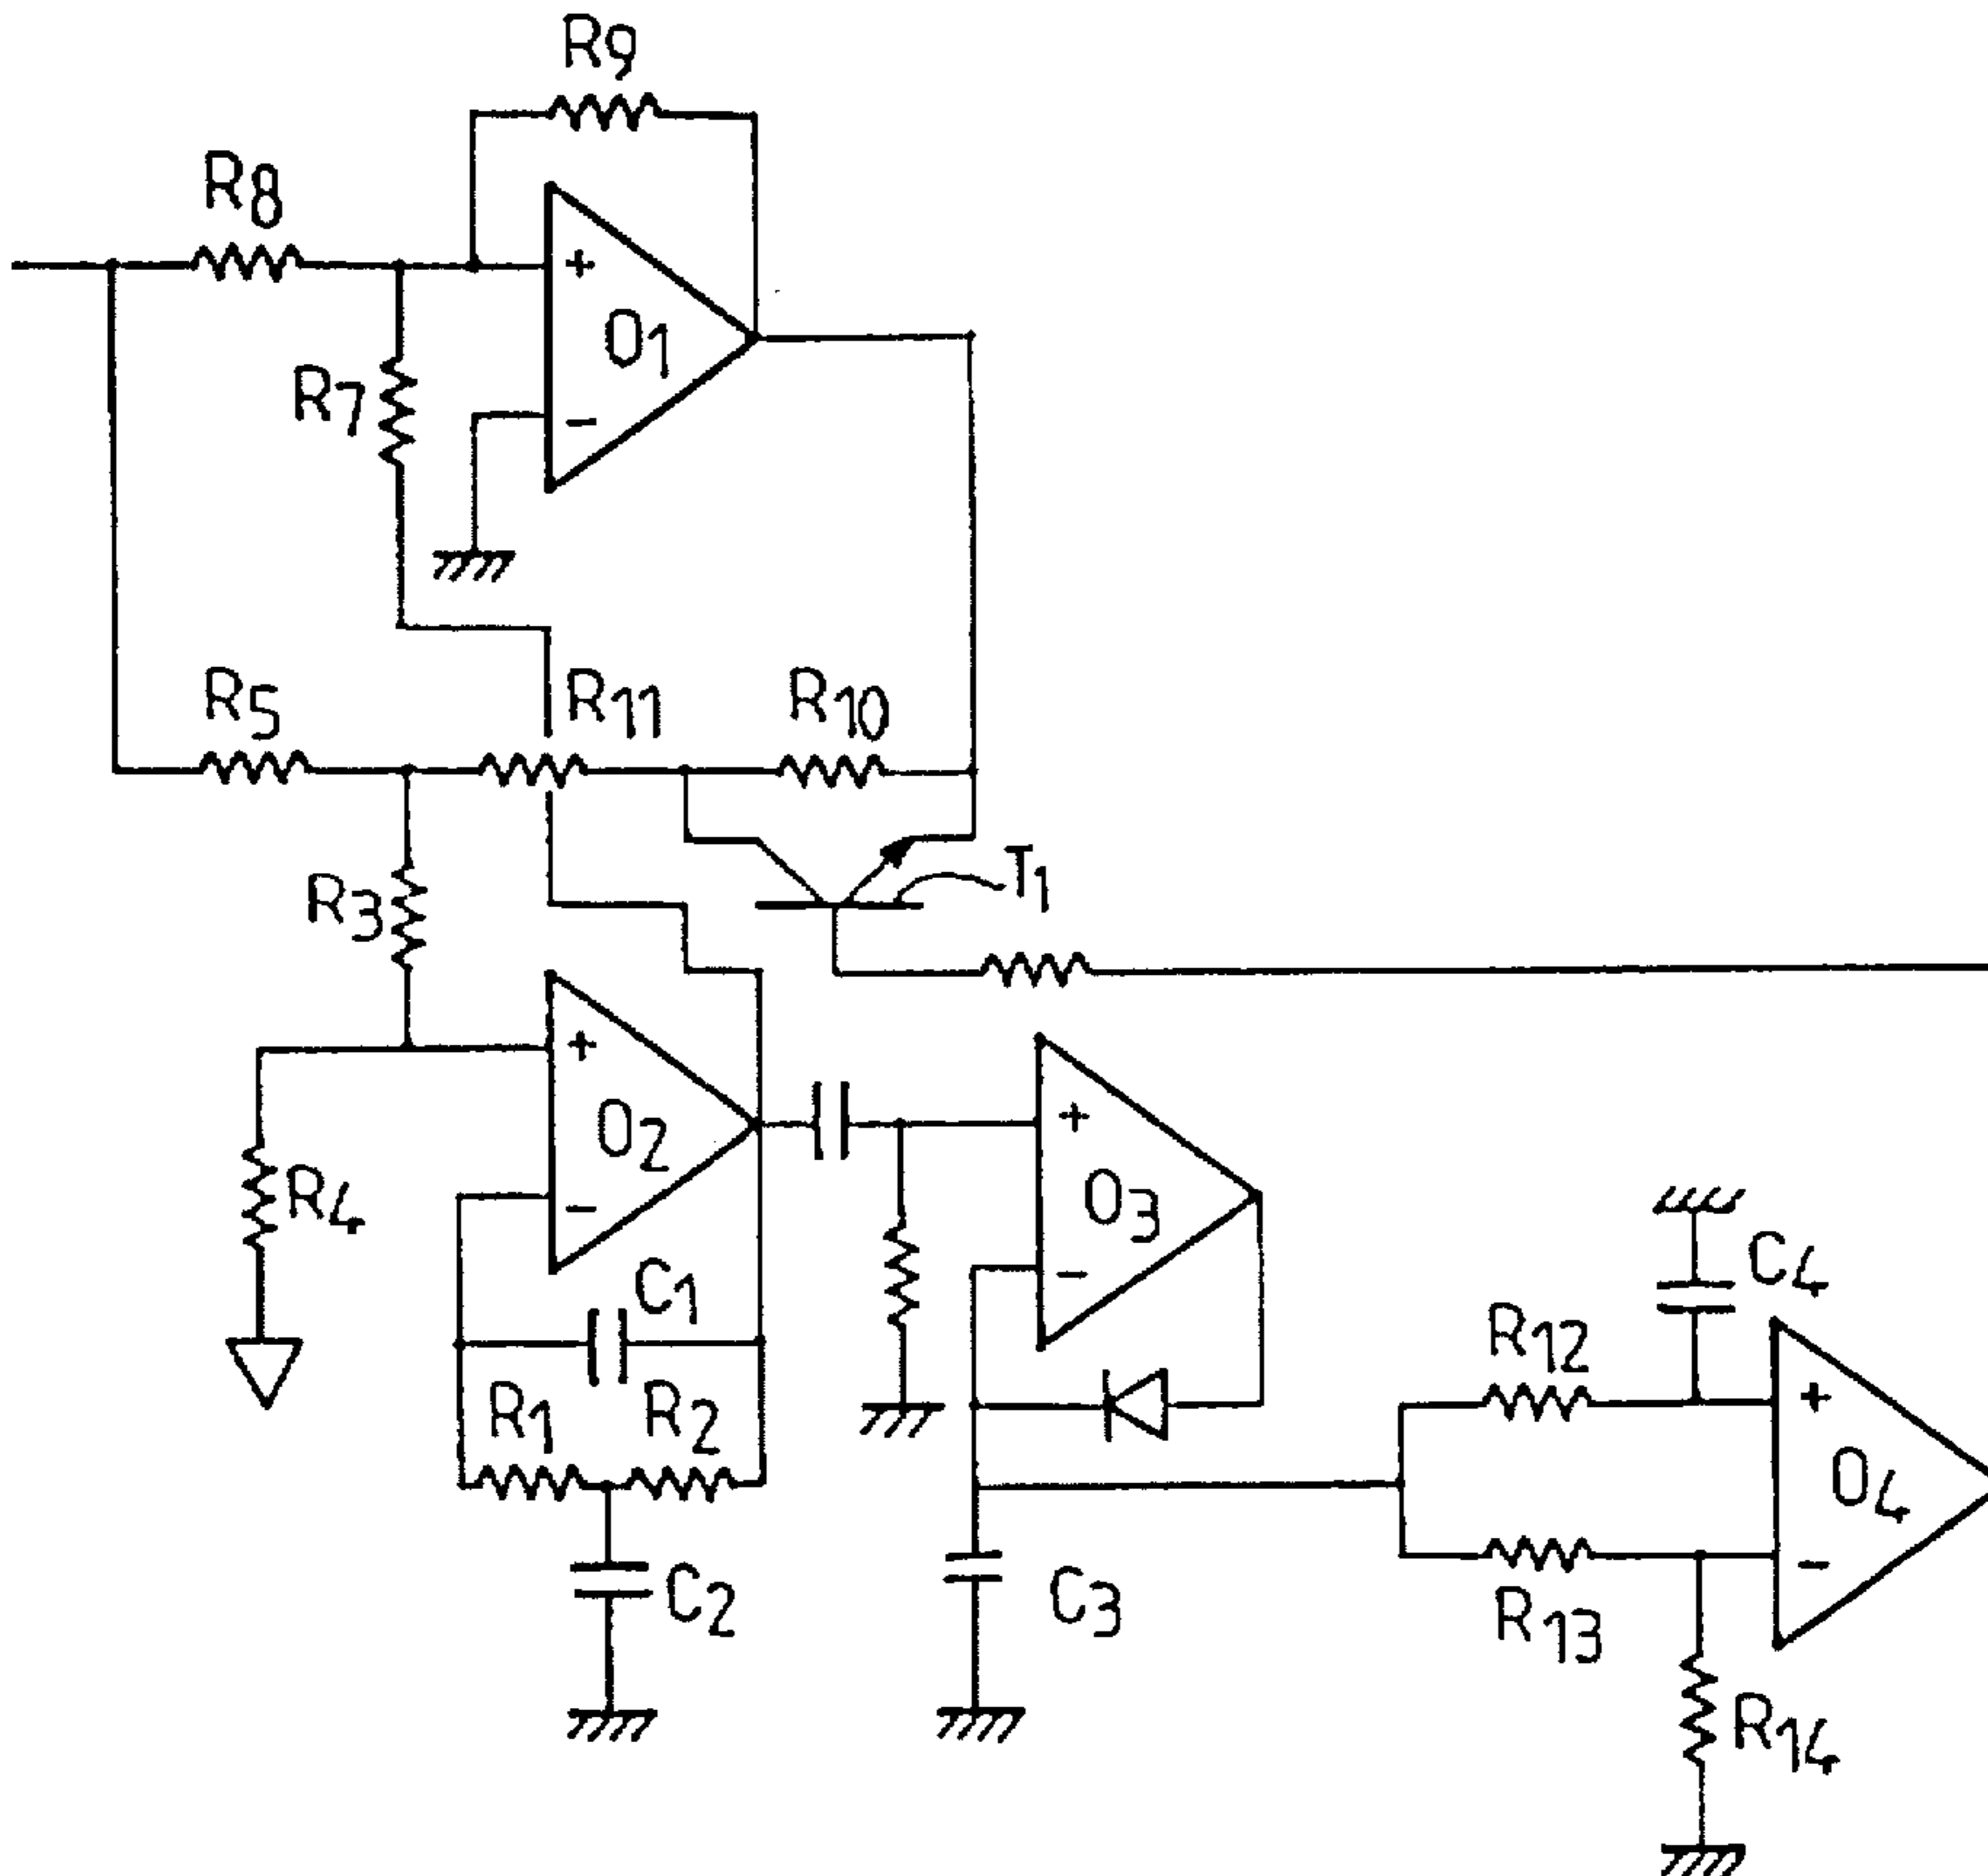 R9
R8
+
O1
R7
-
R5
R11
R10
T1
R3
+
O2
+
O3
R4
-
C1
-
C4
R12
R1
R2
+
O4
C2
C3
-
R13
R14